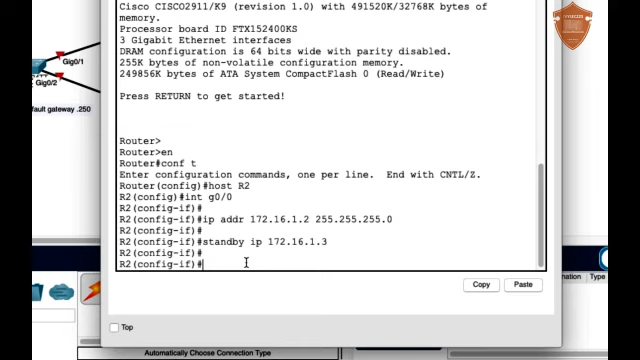 Cisco CISCO2911/K9 (revision 1.0) with 491520K/32768K bytes of
memory.
Processor board ID FTX152400KS
3 Gigabit Ethernet interfaces
DRAM configuration is 64 bits wide with parity disabled.
255K bytes of non-volatile configuration memory.
249856K bytes of ATA System CompactFlash 0 (Read/Write)
Press RETURN to get started!
Router>
Router>en
Router#conf t
Enter configuration commands, one per line.  End with CNTL/Z.
Router(config)#host R2
R2(config)#int g0/0
R2(config-if)#
R2(config-if)#ip addr 172.16.1.2 255.255.255.0
R2(config-if)#
R2(config-if)#standby ip 172.16.1.3
R2(config-if)#
R2(config-if)#
Copy
Paste
Top
Gig0/1
Gig0/2
fault gateway .250
Automatically Choose Connection Type
Information
Type